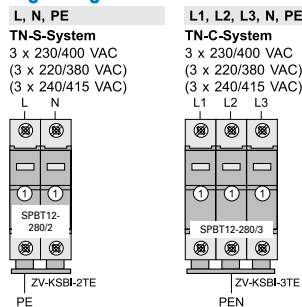 L, N, PE
TN-S-System
3 x 230/400 VAC
(3 x 220/380 VAC)
(3 x 240/415 VAC)
L N
1 1
SPBT12-
280/2
ZV-KSBI-2TE
PE
L1, L2, L3, N, PE
TN-C-System
3 x 230/400 VAC
(3 x 220/380 VAC)
(3 x 240/415 VAC)
L1 L2 L3
1 1 1
SPBT12-280/3
ZV-KSBI-3TE
PEN